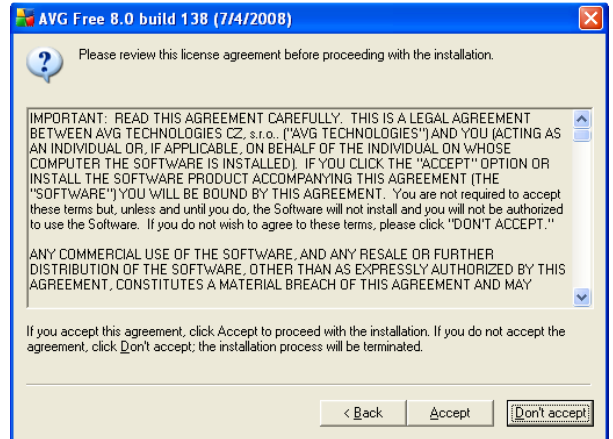 AVG Free 8.0 build 138 (7/4/2008)
Please review this license agreement before proceeding with the installation.
IMPORTANT: READ THIS AGREEMENT CAREFULLY. THIS IS A LEGAL AGREEMENT
BETWEEN AVG TECHNOLOGIES CZ, s.r.o.. ("AVG TECHNOLOGIES") AND YOU (ACTING AS
AN INDIVIDUAL OR, IF APPLICABLE, ON BEHALF OF THE INDIVIDUAL ON WHOSE
COMPUTER THE SOFTWARE IS INSTALLED). IF YOU CLICK THE "ACCEPT" OPTION OR
INSTALL THE SOFTWARE PRODUCT ACCOMPANYING THIS AGREEMENT (THE
"SOFTWARE") YOU WILL BE BOUND BY THIS AGREEMENT. You are not required to accept
these terms but, unless and until you do, the Software will not install and you will not be authorized
to use the Software. If you do not wish to agree to these terms, please click "DON'T ACCEPT."
ANY COMMERCIAL USE OF THE SOFTWARE, AND ANY RESALE OR FURTHER
DISTRIBUTION OF THE SOFTWARE, OTHER THAN AS EXPRESSLY AUTHORIZED BY THIS
AGREEMENT, CONSTITUTES A MATERIAL BREACH OF THIS AGREEMENT AND MAY
If you accept this agreement, click Accept to proceed with the installation. If you do not accept the
agreement, click Don't accept; the installation process will be terminated.
< Back Accept Don't accept